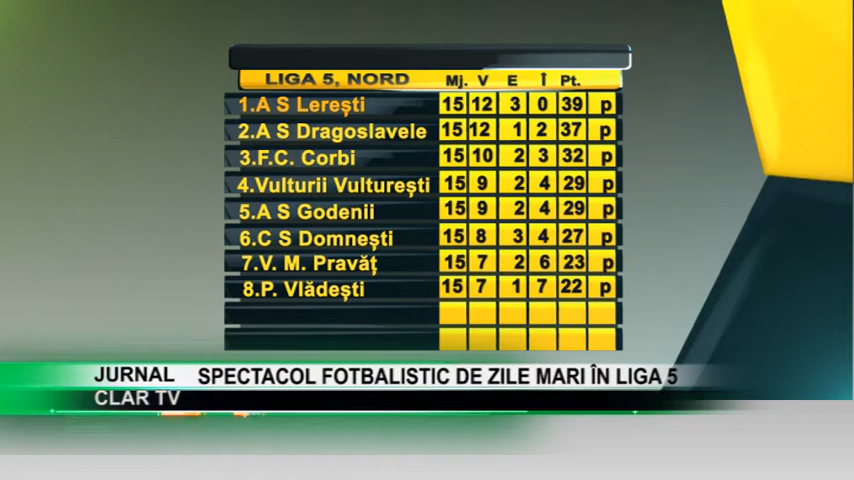 LIGA 5, NORD Mj. V E Î Pt.
1.A S Lerești 15 12 3 0 39 p
2.A S Dragoslavele 15 12 1 2 37 p
3.F.C. Corbi 15 10 2 3 32 p
4.Vulturii Vulturești 15 9 2 4 29 p
5.A S Godenii 15 9 2 4 29 p
6.C S Domnești 15 8 3 4 27 p
7.V. M. Pravăț 15 7 2 6 23 p
8.P. Vlădești 15 7 1 7 22 p
JURNAL SPECTACOL FOTBALISTIC DE ZILE MARI ÎN LIGA 5
CLAR TV